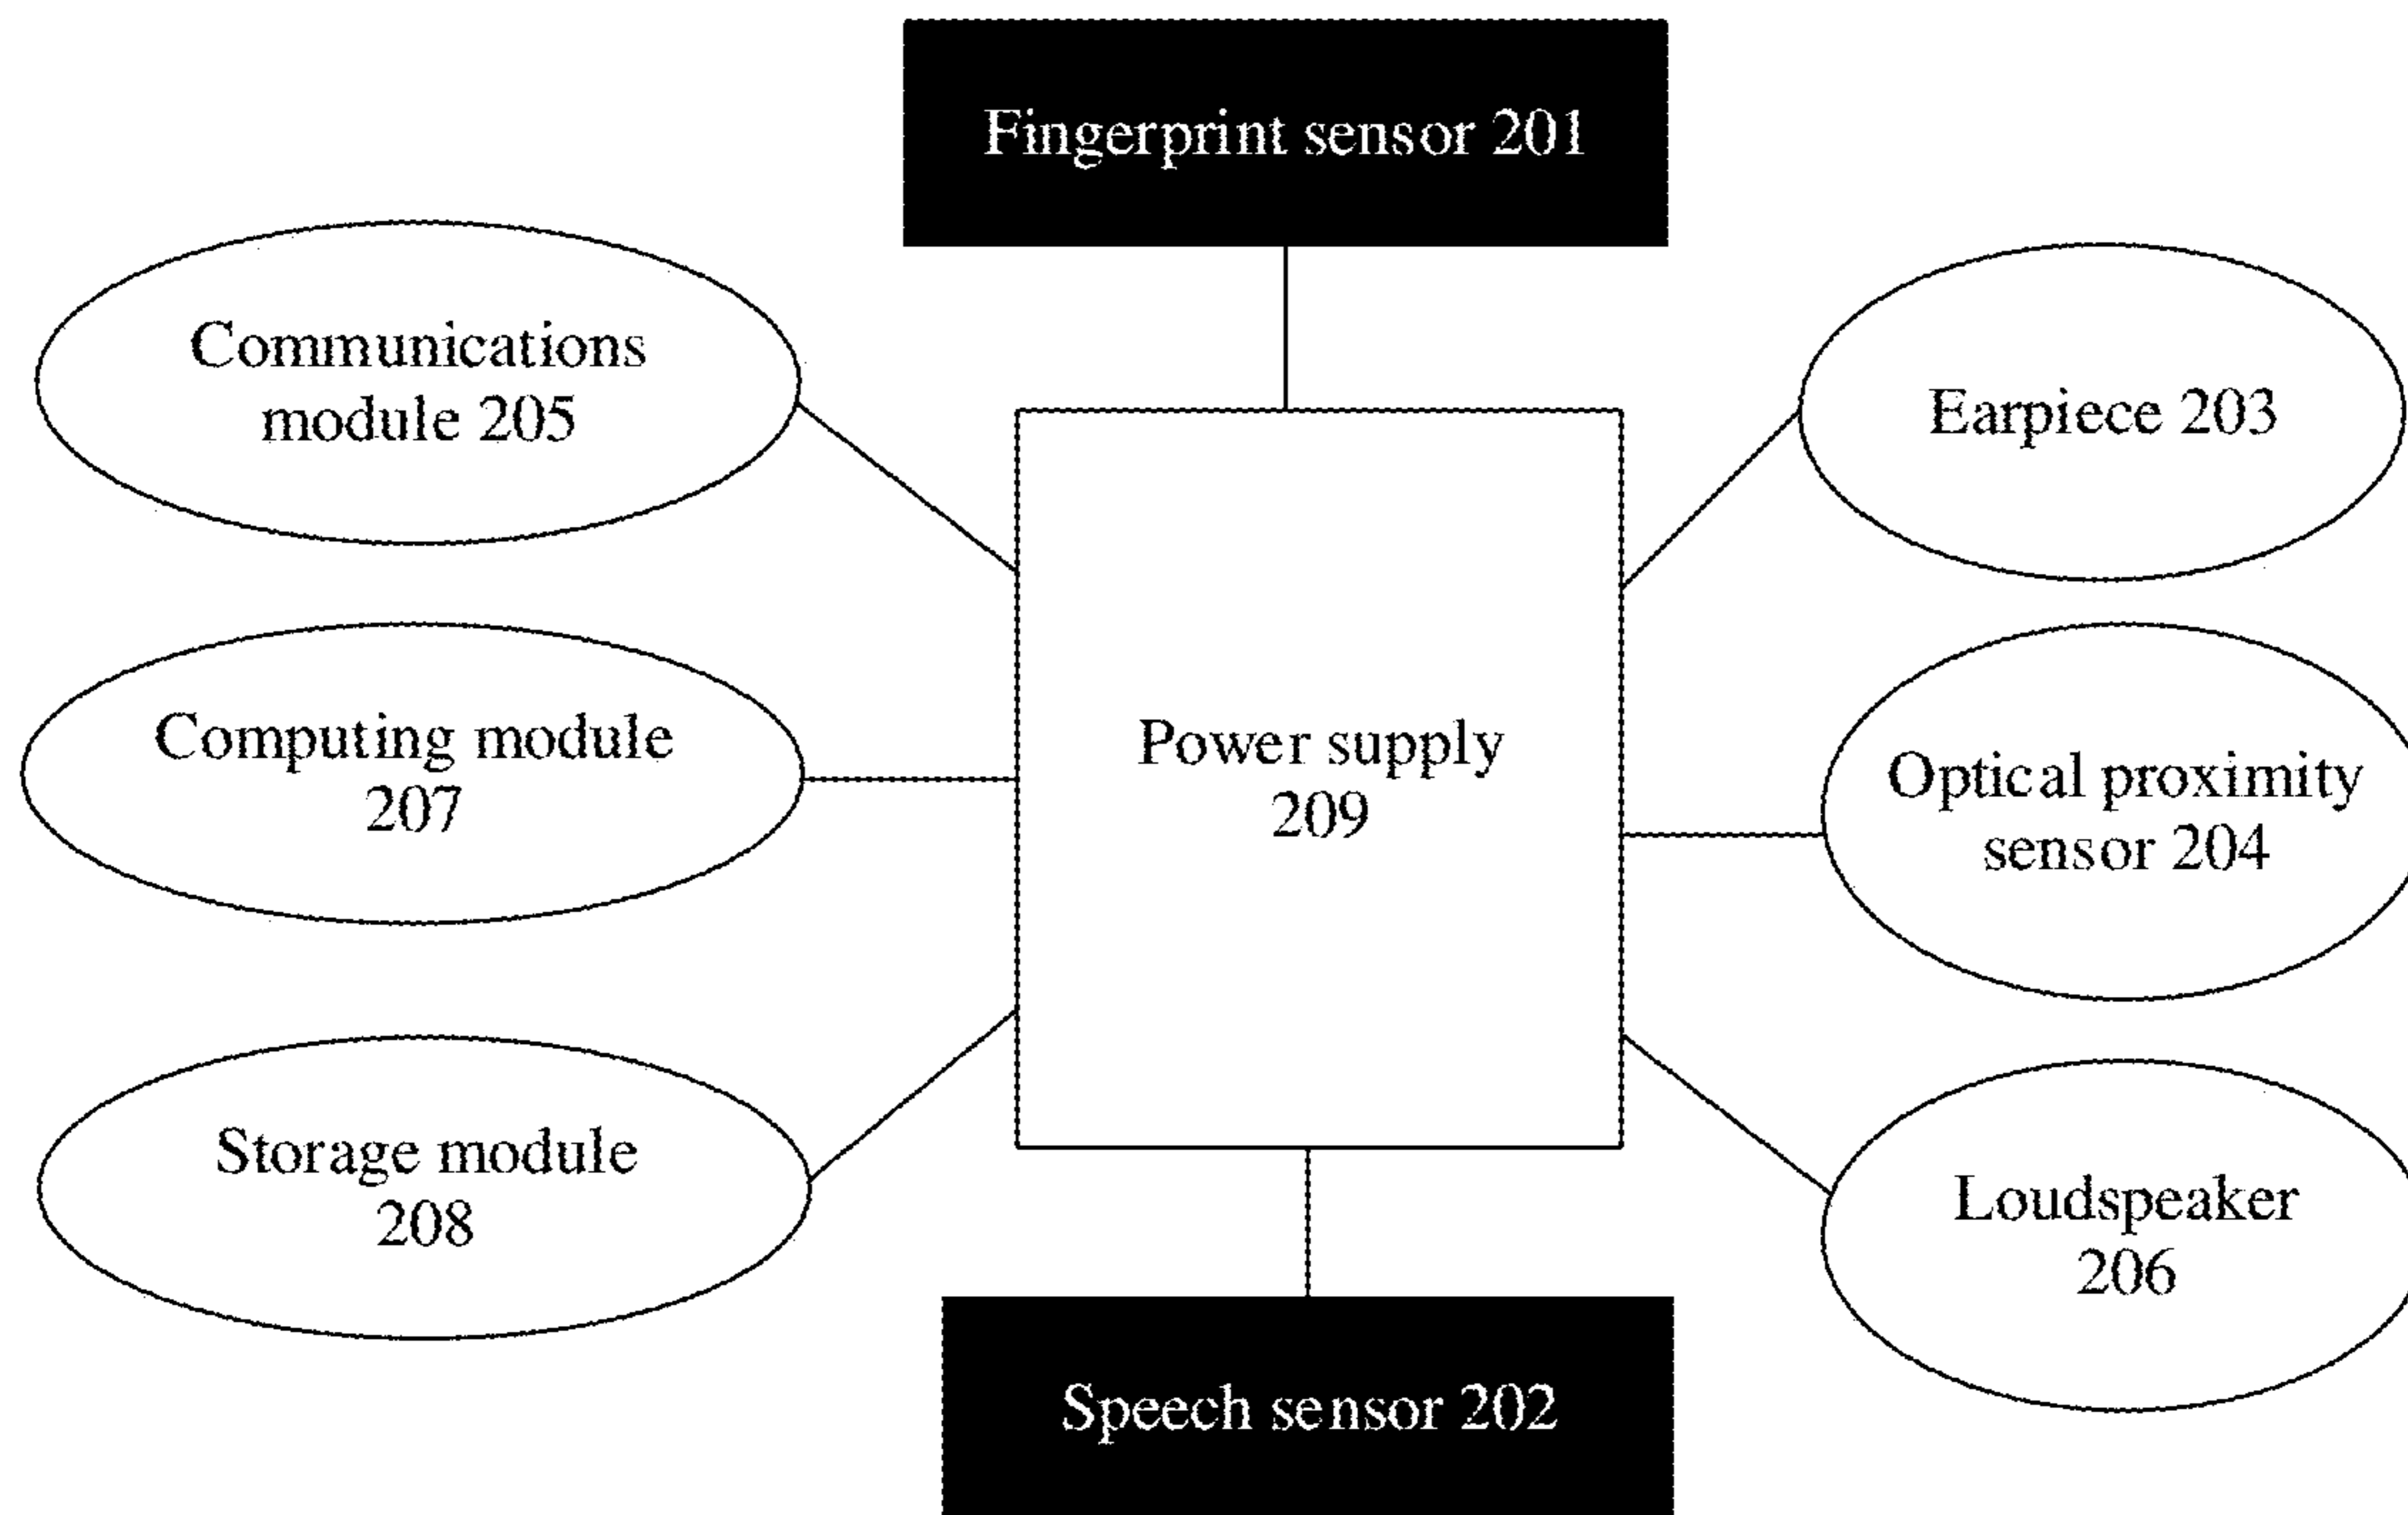 Fingerprint sensor 201
Communications
module 205
Earpiece 203
Computing module
207
Power supply
209
Optical proximity
sensor 204
Storage module
208
Loudspeaker
206
Speech sensor 202